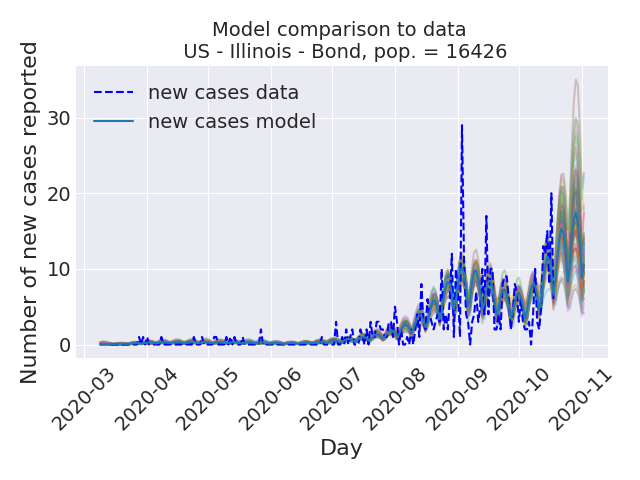 Model comparison to data
US - Illinois - Bond, pop. = 16426
Number of new cases reported
new cases data
new cases model
30
20
10
0
2020-03
2020-04
2020-05
2020-06
2020-07
2020-08
2020-09
2020-10
2020-11
Day